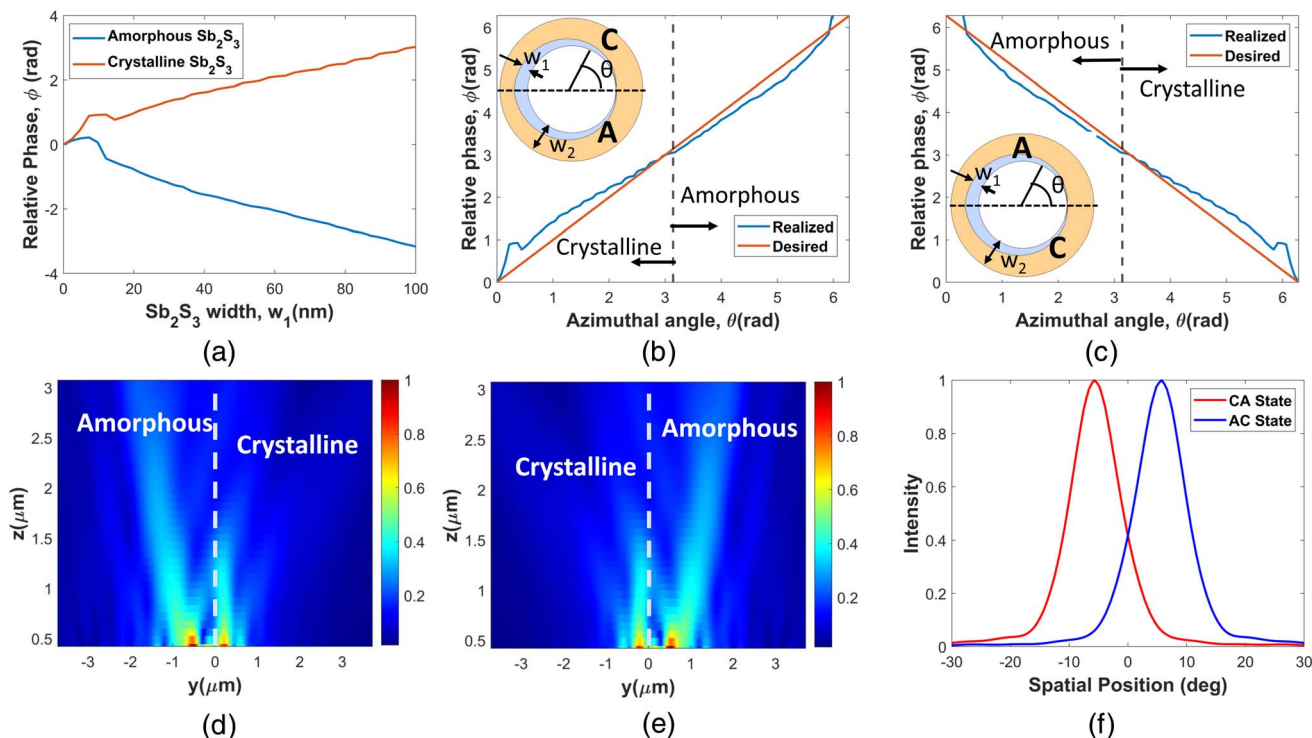 4
2
0
-2
-4
Relative Phase, ϕ (rad)
Amorphous Sb₂S₃
Crystalline Sb₂S₃
0 20 40 60 80 100
Sb₂S₃ width, w₁(nm)
(a)
6
5
4
3
2
1
0
Relative Phase, ϕ(rad)
C
w₁
θ
A
w₂
Amorphous
Crystalline
Realized
Desired
0 1 2 3 4 5 6
Azimuthal angle, θ(rad)
(b)
6
5
4
3
2
1
0
Relative phase, ϕ(rad)
Amorphous
Crystalline
Realized
Desired
A
w₁
θ
C
w₂
0 1 2 3 4 5 6
Azimuthal angle, θ(rad)
(c)
3
2.5
2
1.5
1
0.5
z(μm)
Amorphous
Crystalline
-3 -2 -1 0 1 2 3
y(μm)
1
0.8
0.6
0.4
0.2
(d)
3
2.5
2
1.5
1
0.5
z(μm)
Amorphous
Crystalline
-3 -2 -1 0 1 2 3
y(μm)
1
0.8
0.6
0.4
0.2
(e)
1
0.8
0.6
0.4
0.2
0
Intensity
CA State
AC State
-30 -20 -10 0 10 20 30
Spatial Position (deg)
(f)